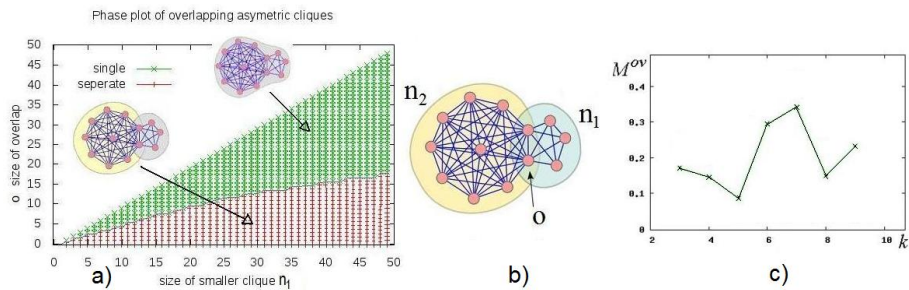 Phase plot of overlapping asymetric cliques
o size of overlap
50
45
40
35
30
25
20
15
10
5
0
single
seperate
0 5 10 15 20 25 30 35 40 45 50
size of smaller clique n1
a)
n2
n1
o
b)
M^ov
0.4
0.3
0.2
0.1
0
2 4 6 8 10
k
c)